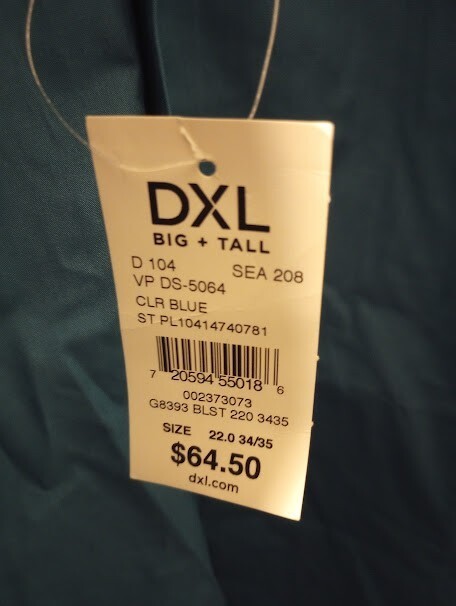 DXL
BIG + TALL
D 104 SEA 208
VP DS-5064
CLR BLUE
ST PL10414740781
7 20594 55018 6
002373073
G8393 BLST 220 3435
SIZE 22.0 34/35
$64.50
dxl.com